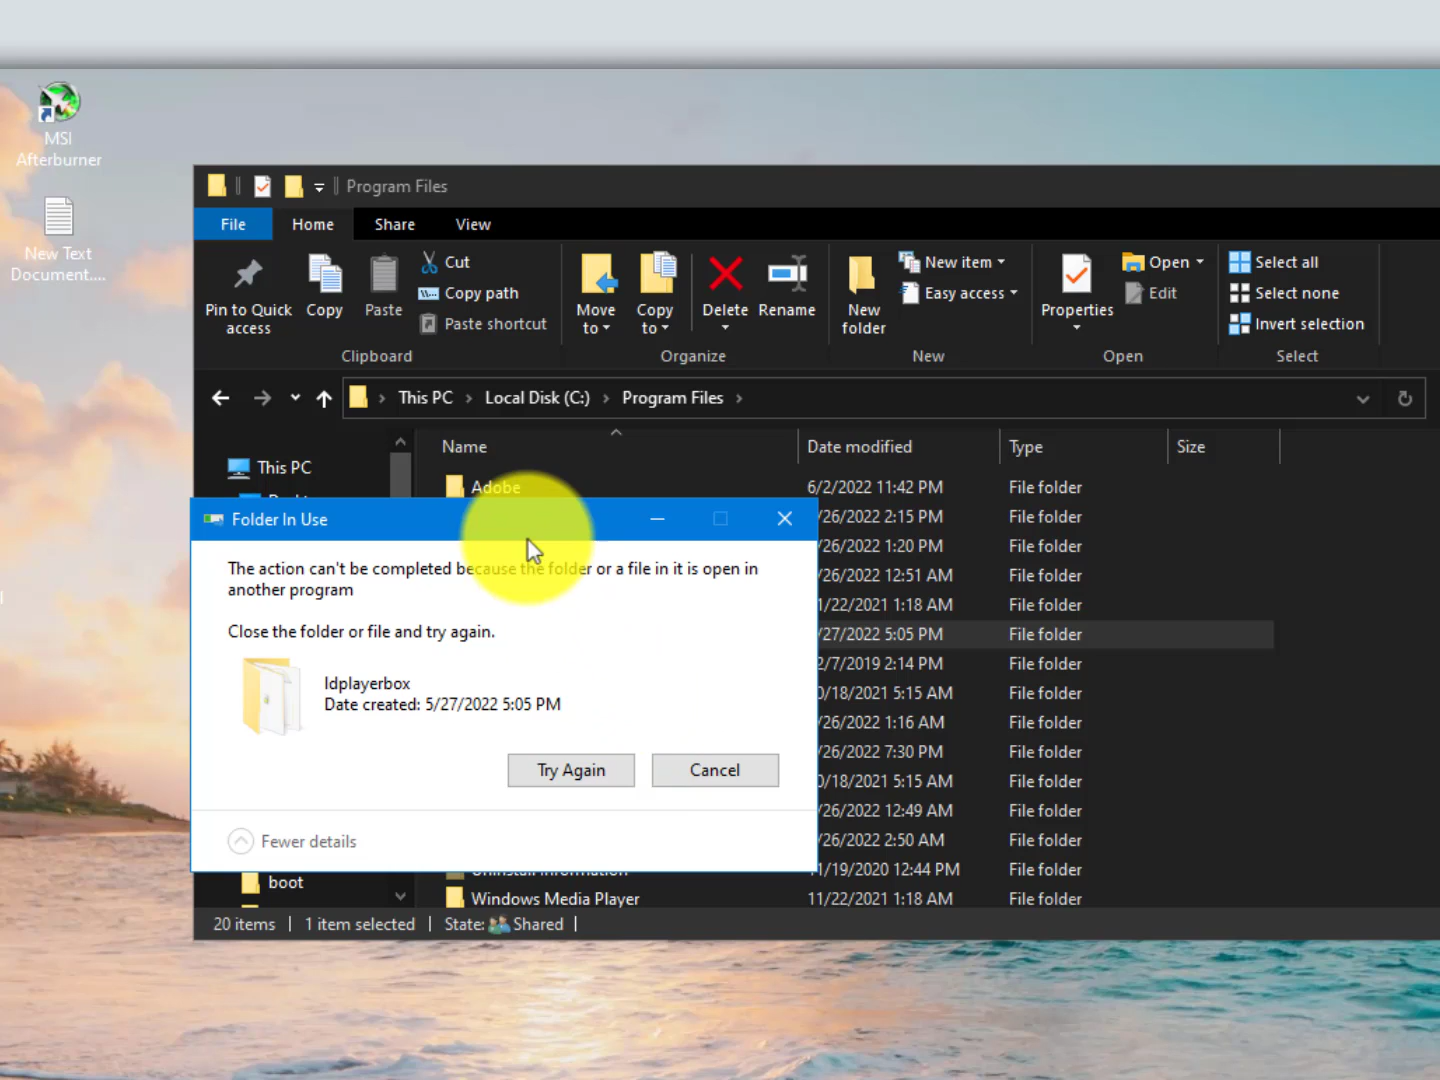 MSI
Afterburner
New Text
Document....
Program Files
File
Home
Share
View
Pin to Quick
access
Copy
Paste
Cut
Copy path
Paste shortcut
Clipboard
Move
to
Copy
to
Delete
Rename
Organize
New
folder
New item
Easy access
New
Properties
Open
Edit
Open
Select all
Select none
Invert selection
Select
This PC
Local Disk (C:)
Program Files
Name
Date modified
Type
Size
This PC
Adobe
6/2/2022 11:42 PM
File folder
/26/2022 2:15 PM
File folder
/26/2022 1:20 PM
File folder
/26/2022 12:51 AM
File folder
1/22/2021 1:18 AM
File folder
/27/2022 5:05 PM
File folder
2/7/2019 2:14 PM
File folder
0/18/2021 5:15 AM
File folder
/26/2022 1:16 AM
File folder
/26/2022 7:30 PM
File folder
0/18/2021 5:15 AM
File folder
/26/2022 12:49 AM
File folder
/26/2022 2:50 AM
File folder
11/19/2020 12:44 PM
File folder
Windows Media Player
11/22/2021 1:18 AM
File folder
Folder In Use
The action can't be completed because the folder or a file in it is open in
another program
Close the folder or file and try again.
ldplayerbox
Date created: 5/27/2022 5:05 PM
Try Again
Cancel
Fewer details
boot
20 items
1 item selected
State:
Shared